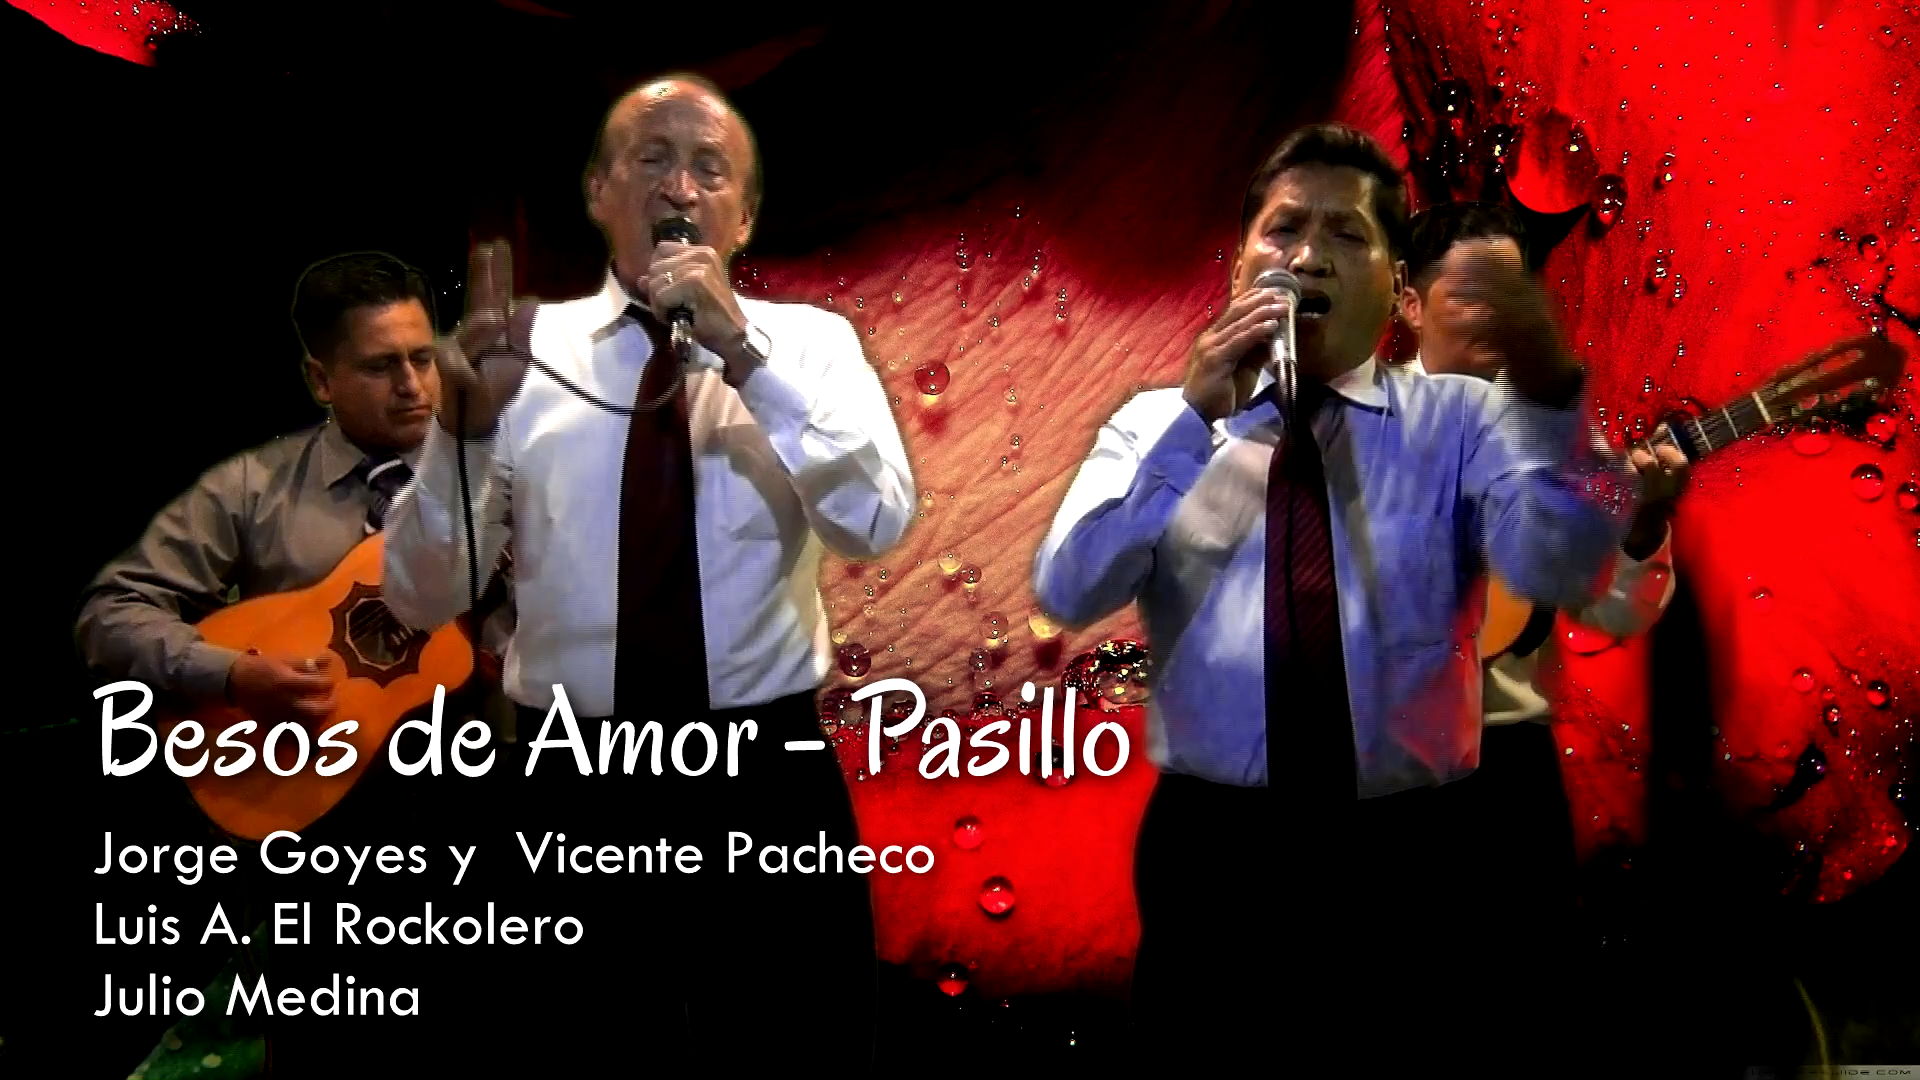 Besos de Amor - Pasillo
Jorge Goyes y Vicente Pacheco
Luis A. El Rockolero
Julio Medina